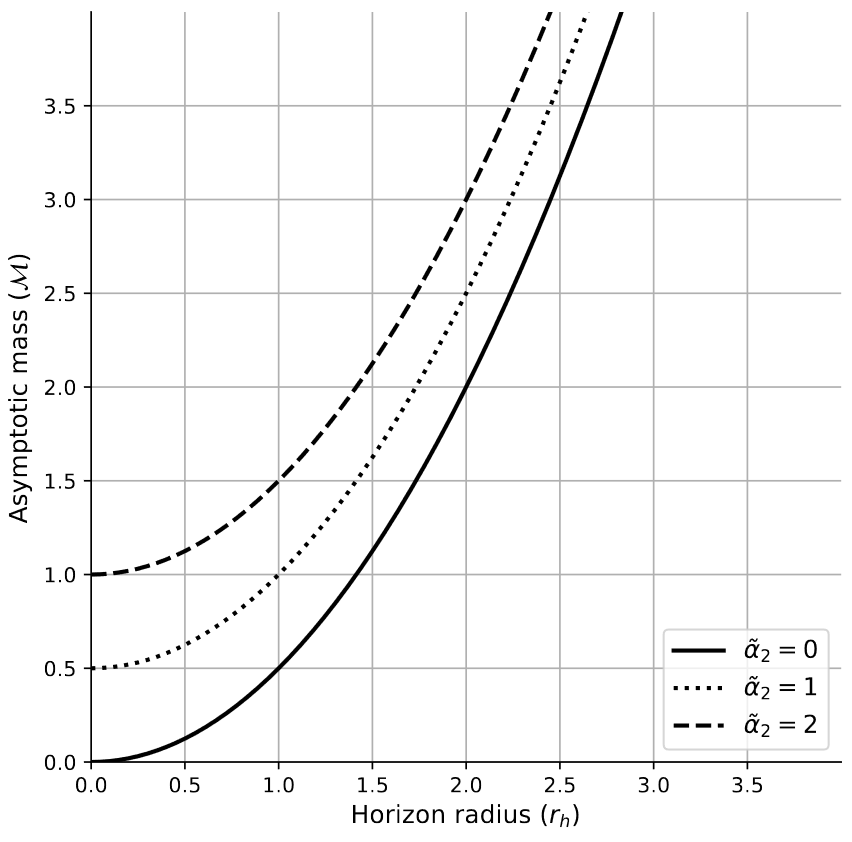 Asymptotic mass (ℳ)
3.5
3.0
2.5
2.0
1.5
1.0
0.5
0.0
0.0 0.5 1.0 1.5 2.0 2.5 3.0 3.5
Horizon radius (r_h)
α̃₂ = 0
α̃₂ = 1
α̃₂ = 2